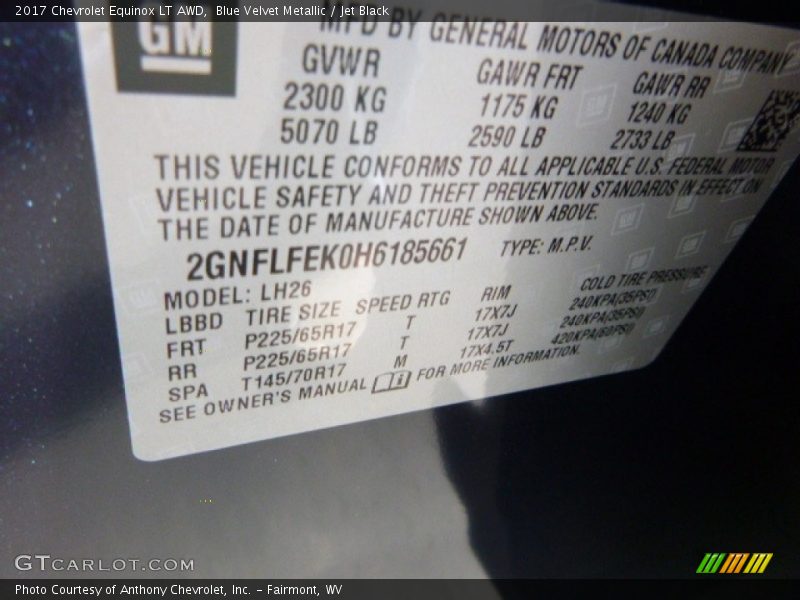 2017 Chevrolet Equinox LT AWD, Blue Velvet Metallic / Jet Black
GM
MFD BY GENERAL MOTORS OF CANADA COMPANY
GVWR GAWR FRT GAWR RR
2300 KG 1175 KG 1240 KG
5070 LB 2590 LB 2733 LB
THIS VEHICLE CONFORMS TO ALL APPLICABLE U.S. FEDERAL MOTOR
VEHICLE SAFETY AND THEFT PREVENTION STANDARDS IN EFFECT ON
THE DATE OF MANUFACTURE SHOWN ABOVE.
2GNFLFEK0H6185661 TYPE: M.P.V.
MODEL: LH26
LBBD TIRE SIZE SPEED RTG RIM COLD TIRE PRESSURE
FRT P225/65R17 T 17X7J 240KPA(35PSI)
RR P225/65R17 T 17X7J 240KPA(35PSI)
SPA T145/70R17 M 17X4.5T 420KPA(60PSI)
SEE OWNER'S MANUAL i FOR MORE INFORMATION.
GTCARLOT.COM
Photo Courtesy of Anthony Chevrolet, Inc. – Fairmont, WV